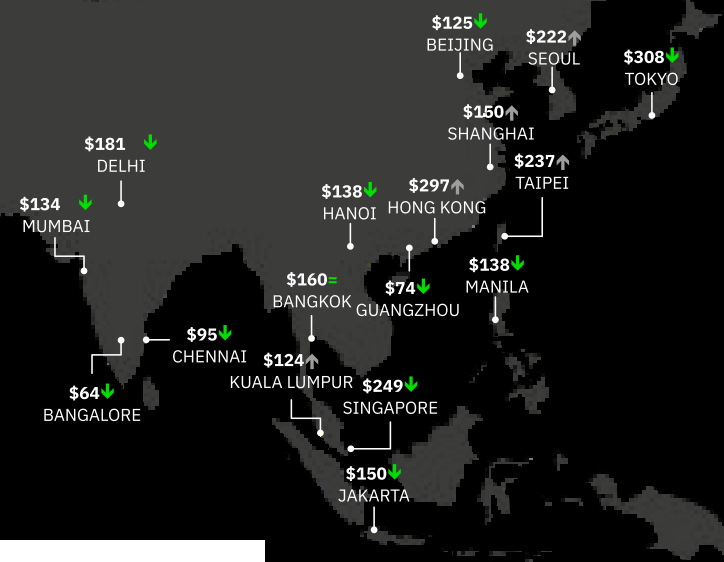 $125↓
BEIJING
$222↑
SEOUL
$308↓
TOKYO
$150↑
SHANGHAI
$181 ↓
DELHI
$237↑
TAIPEI
$134 ↓
MUMBAI
$138↓
HANOI
$297↑
HONG KONG
$138↓
MANILA
$160=
BANGKOK
$74↓
GUANGZHOU
$95↓
CHENNAI
$124↑
KUALA LUMPUR
$249↓
SINGAPORE
$64↓
BANGALORE
$150↓
JAKARTA